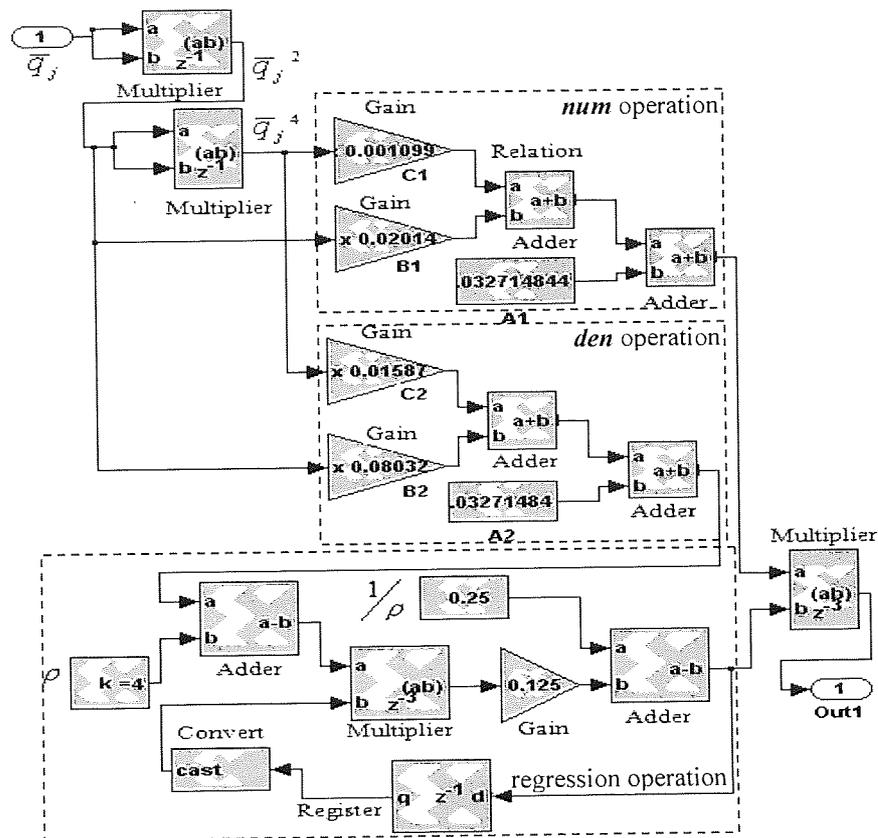 1
q̄ j
a
b
(ab)
z-1
Multiplier
q̄ j 2
a
b
(ab)
z-1
Multiplier
q̄ j 4
num operation
Gain
0.001099
C1
Relation
a
b
a+b
Adder
Gain
x 0.02014
B1
.032714844
A1
a
b
a+b
Adder
den operation
Gain
x 0.01587
C2
a
b
a+b
Adder
Gain
x 0.08032
B2
.03271484
A2
a
b
a+b
Adder
Multiplier
a
b
(ab)
z-3
1
Out1
a
b
a-b
Adder
1/ρ
0.25
ρ
k =4
a
b
(ab)
z-3
Multiplier
0.125
Gain
a
b
a-b
Adder
Convert
cast
Register
q z-1 d
regression operation